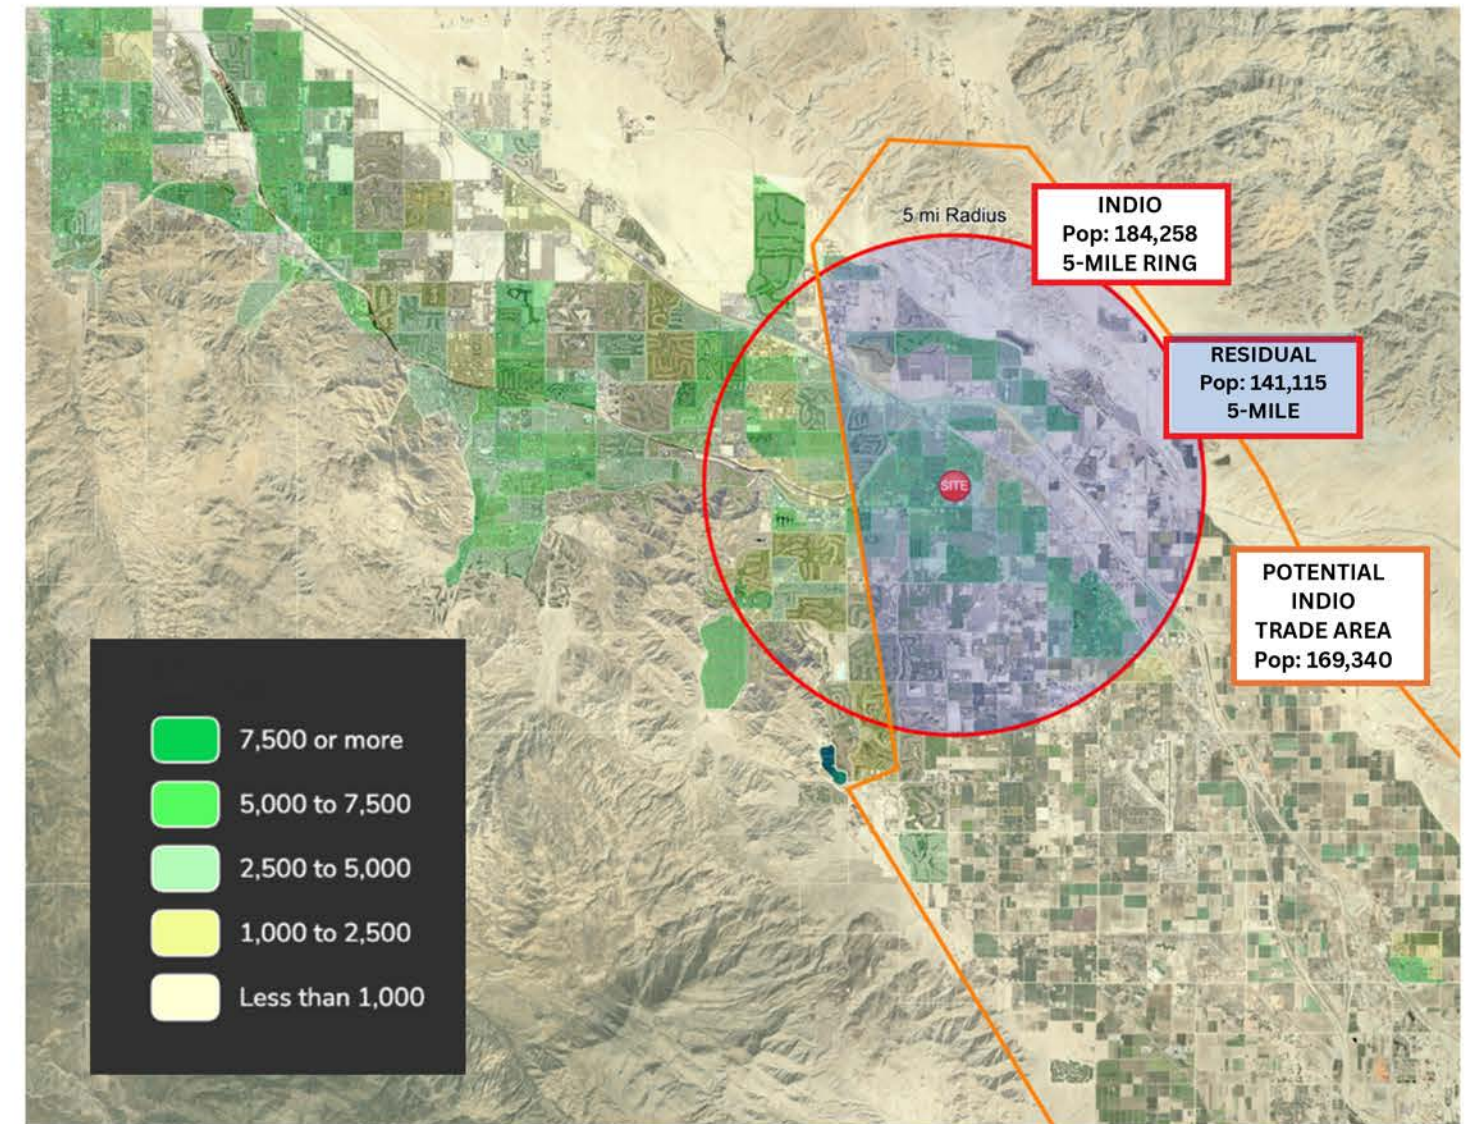 5 mi Radius
INDIO
Pop: 184,258
5-MILE RING
RESIDUAL
Pop: 141,115
5-MILE
SITE
POTENTIAL
INDIO
TRADE AREA
Pop: 169,340
7,500 or more
5,000 to 7,500
2,500 to 5,000
1,000 to 2,500
Less than 1,000